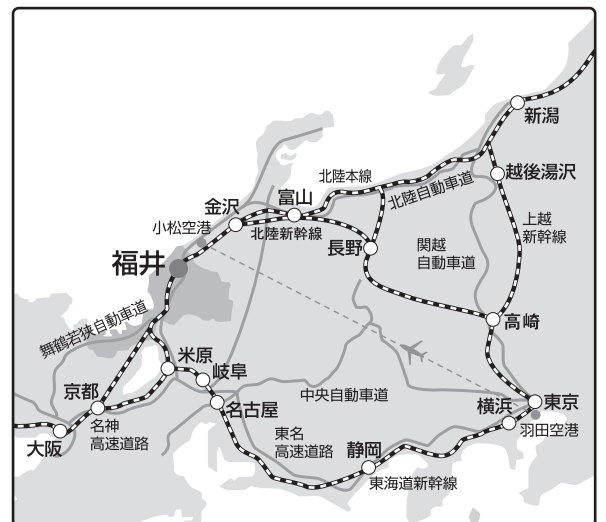 新潟
北陸本線
越後湯沢
北陸自動車道
富山
金沢
小松空港
北陸新幹線
長野
関越
自動車道
上越
新幹線
福井
舞鶴若狭自動車道
高崎
米原
岐阜
京都
名古屋
中央自動車道
横浜
東京
羽田空港
名神
高速道路
大阪
東名
高速道路
静岡
東海道新幹線